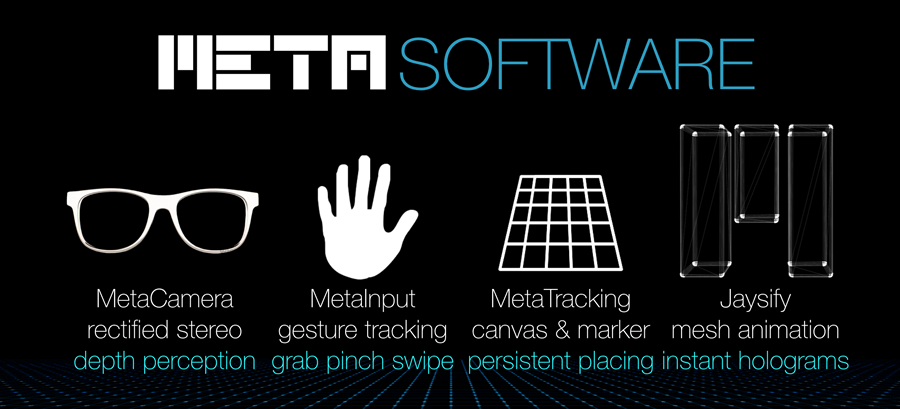 META SOFTWARE
MetaCamera
rectified stereo
depth perception
MetaInput
gesture tracking
grab pinch swipe
MetaTracking
canvas & marker
persistent placing
Jaysify
mesh animation
instant holograms